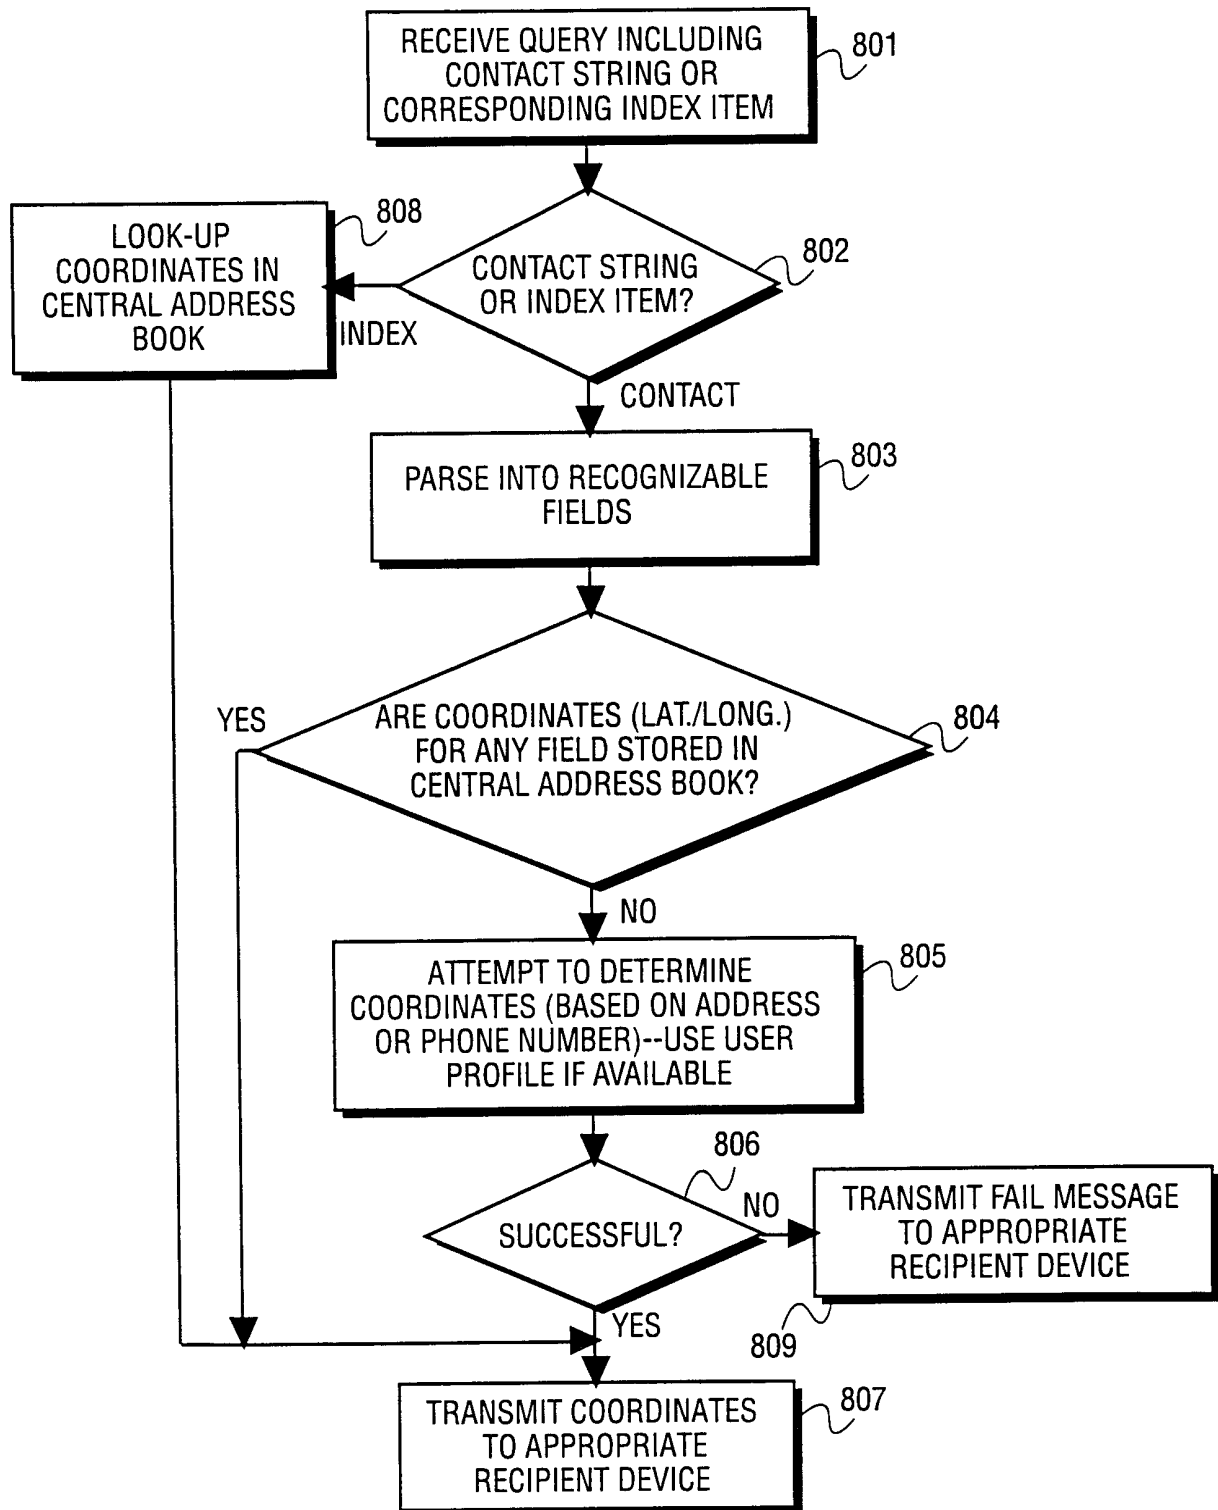 RECEIVE QUERY INCLUDING
CONTACT STRING OR
CORRESPONDING INDEX ITEM
801
LOOK-UP
COORDINATES IN
CENTRAL ADDRESS
BOOK
808
CONTACT STRING
OR INDEX ITEM?
802
INDEX
CONTACT
PARSE INTO RECOGNIZABLE
FIELDS
803
YES
ARE COORDINATES (LAT./LONG.)
FOR ANY FIELD STORED IN
CENTRAL ADDRESS BOOK?
804
NO
ATTEMPT TO DETERMINE
COORDINATES (BASED ON ADDRESS
OR PHONE NUMBER)--USE USER
PROFILE IF AVAILABLE
805
SUCCESSFUL?
806
NO
TRANSMIT FAIL MESSAGE
TO APPROPRIATE
RECIPIENT DEVICE
809
YES
TRANSMIT COORDINATES
TO APPROPRIATE
RECIPIENT DEVICE
807